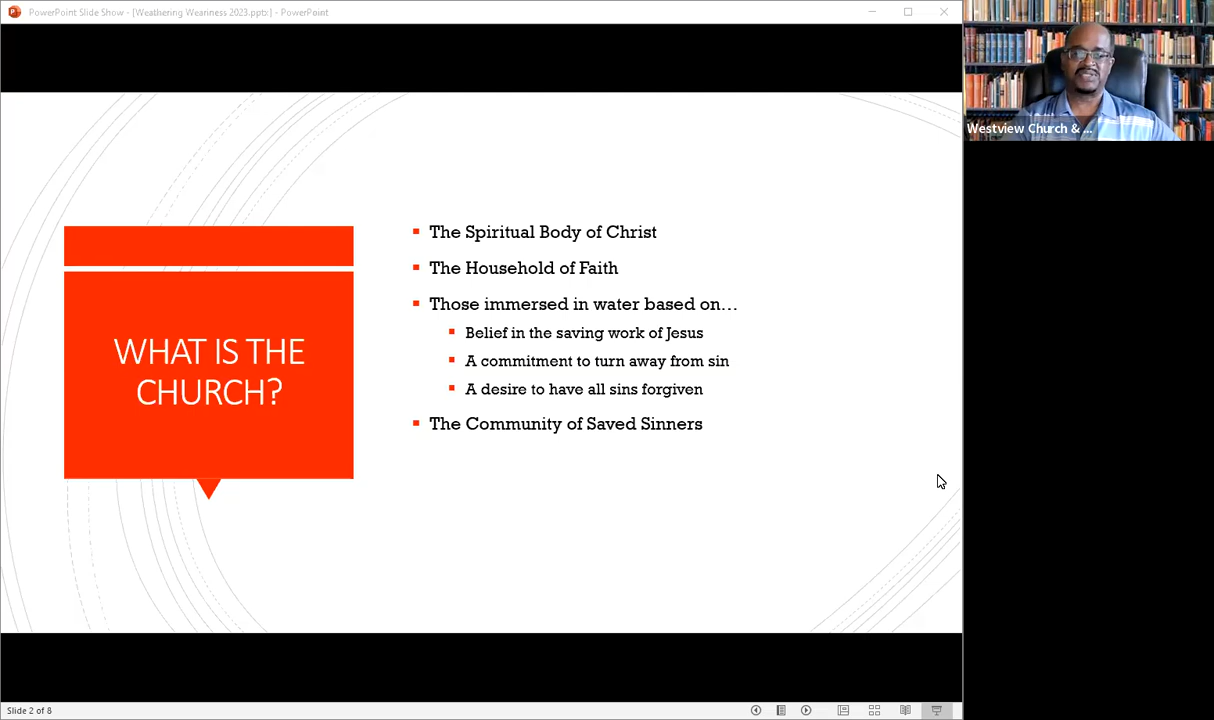 PowerPoint Slide Show - [Weathering Weariness 2023.pptx] - PowerPoint
Westview Church & ...
WHAT IS THE
CHURCH?
The Spiritual Body of Christ
The Household of Faith
Those immersed in water based on...
Belief in the saving work of Jesus
A commitment to turn away from sin
A desire to have all sins forgiven
The Community of Saved Sinners
Slide 2 of 8